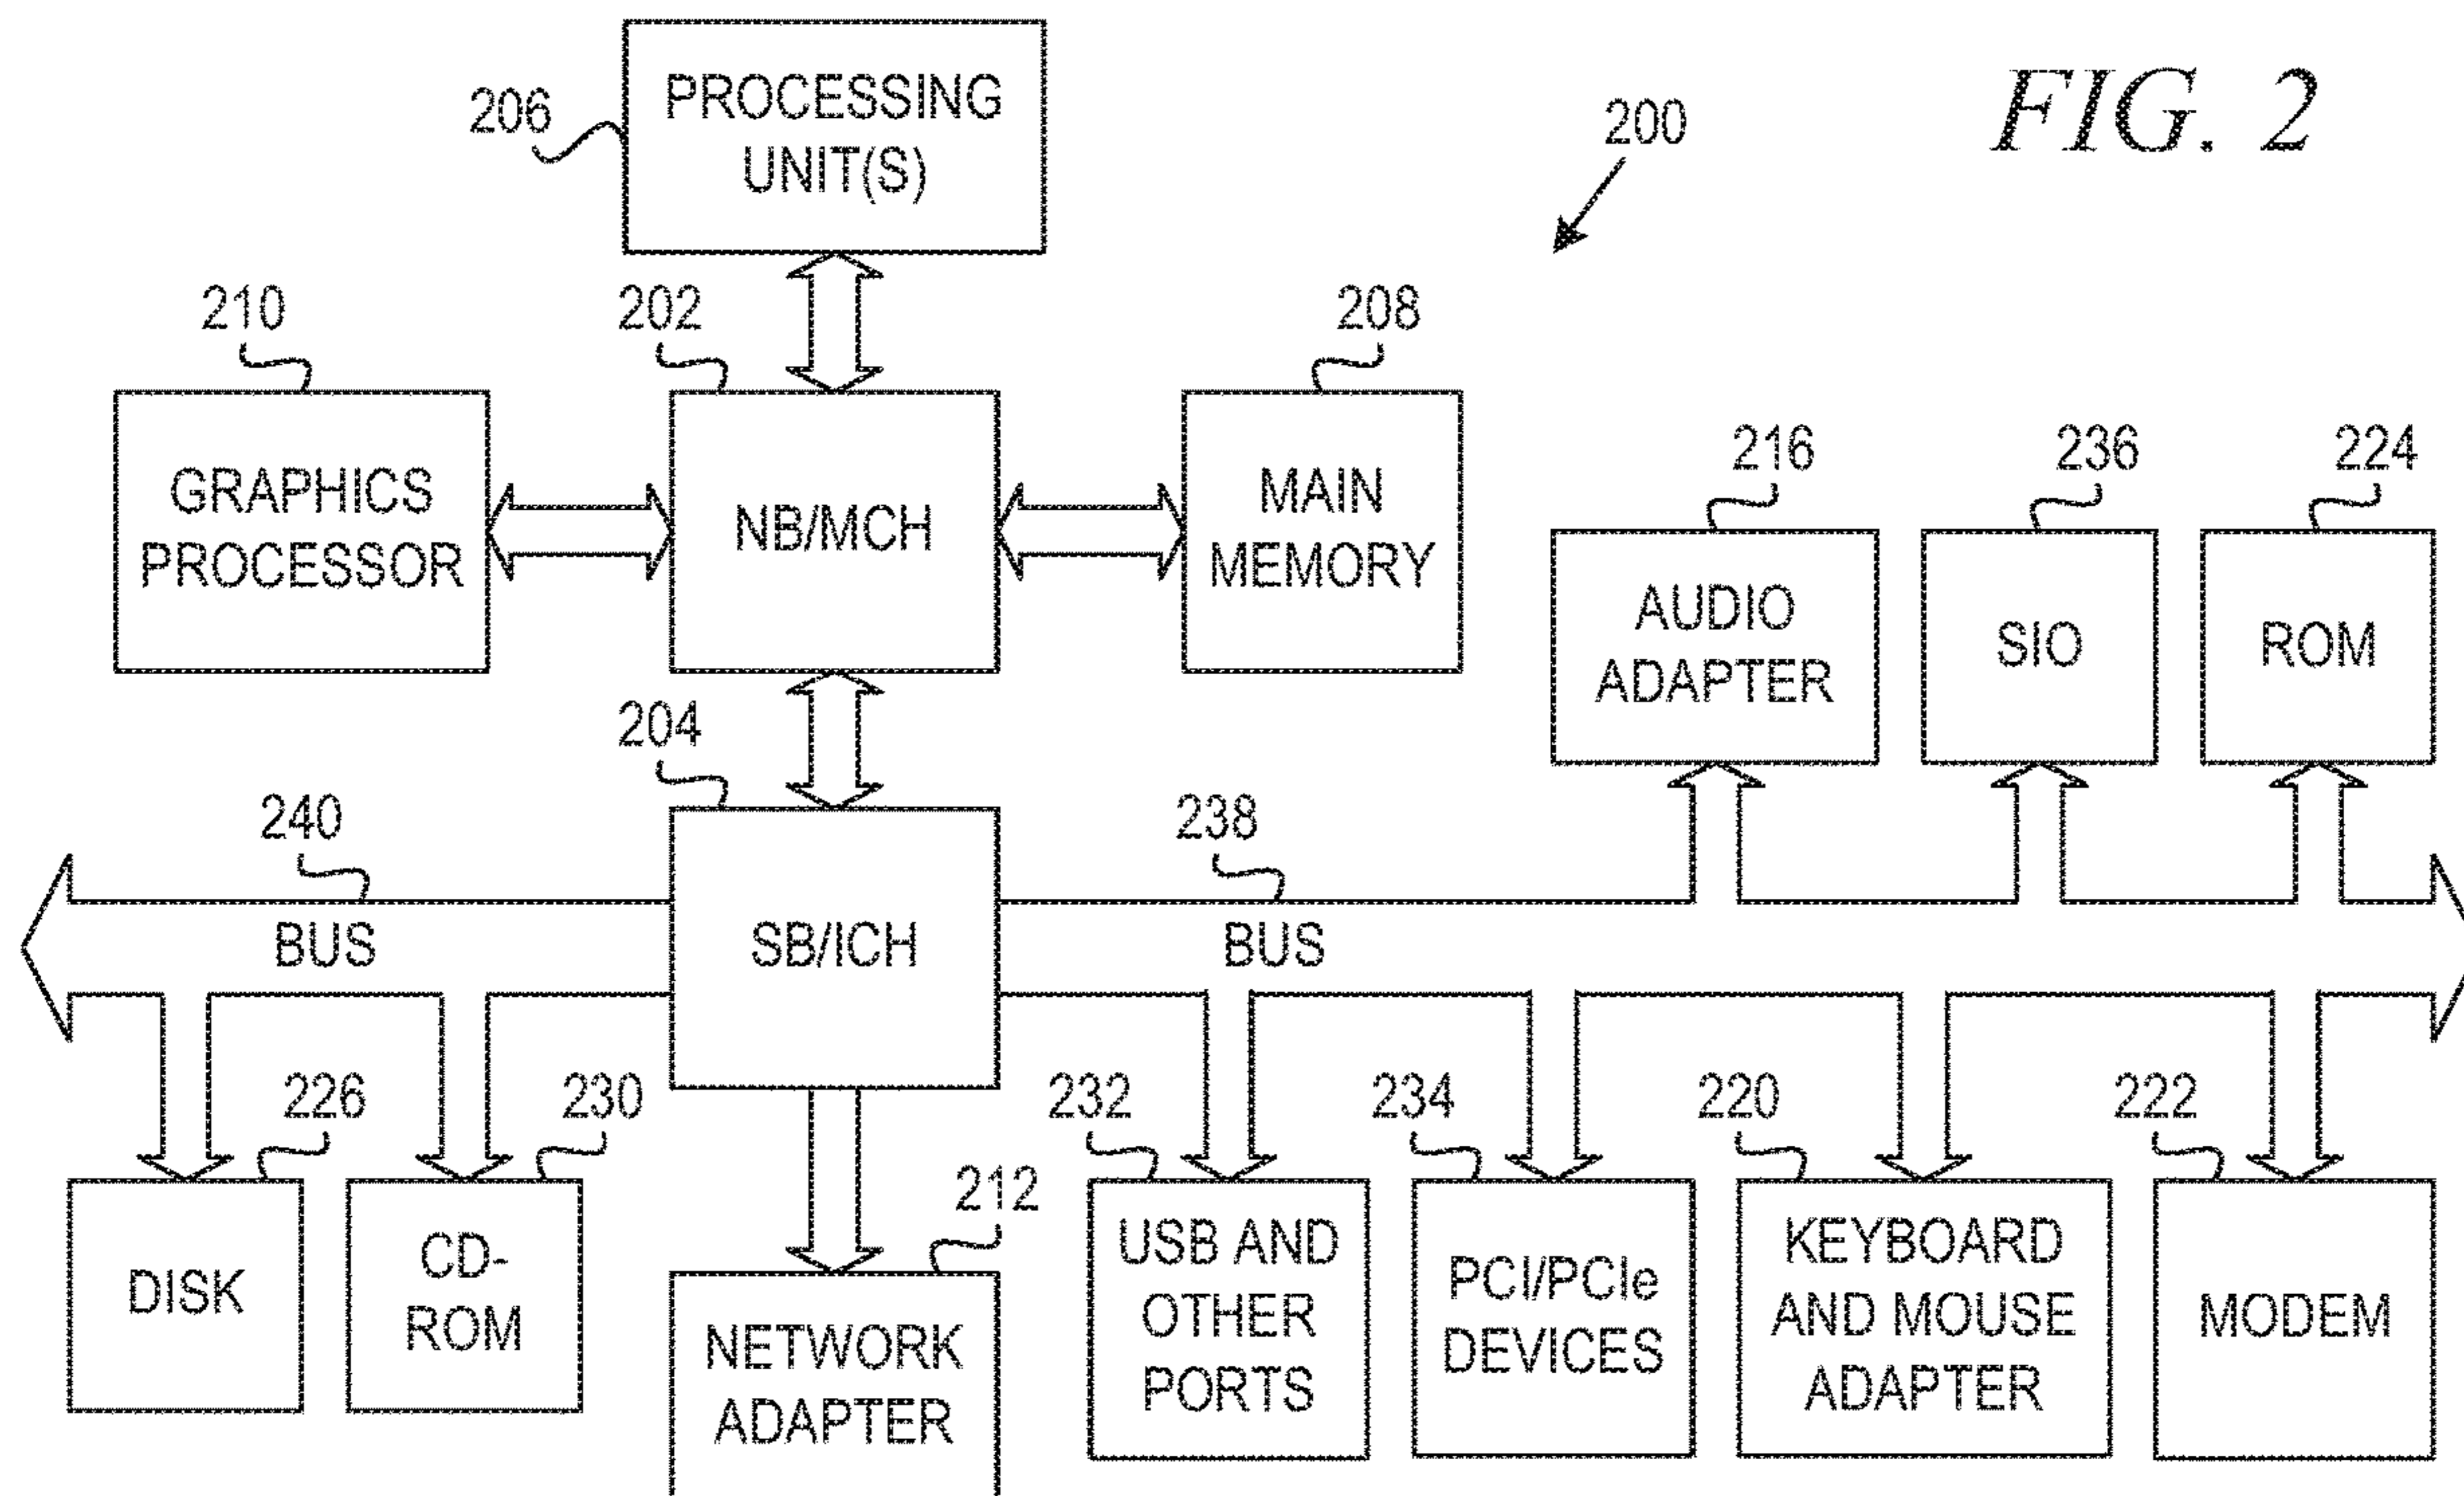 FIG. 2
200
206
PROCESSING
UNIT(S)
210
202
208
GRAPHICS
PROCESSOR
NB/MCH
MAIN
MEMORY
216
236
224
AUDIO
ADAPTER
SIO
ROM
204
240
238
BUS
SB/ICH
BUS
226
230
212
232
234
220
222
DISK
CD-
ROM
NETWORK
ADAPTER
USB AND
OTHER
PORTS
PCI/PCIe
DEVICES
KEYBOARD
AND MOUSE
ADAPTER
MODEM